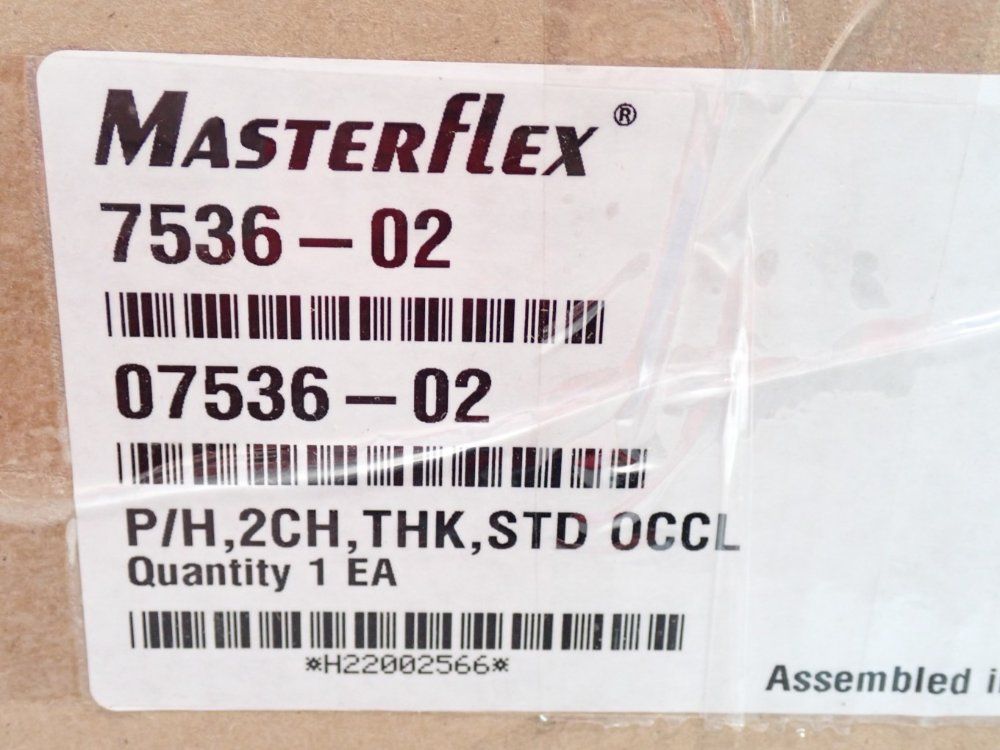 MASTERFLEX®
7536-02
07536-02
P/H,2CH,THK,STD OCCL
Quantity 1 EA
*H22002566*
Assembled